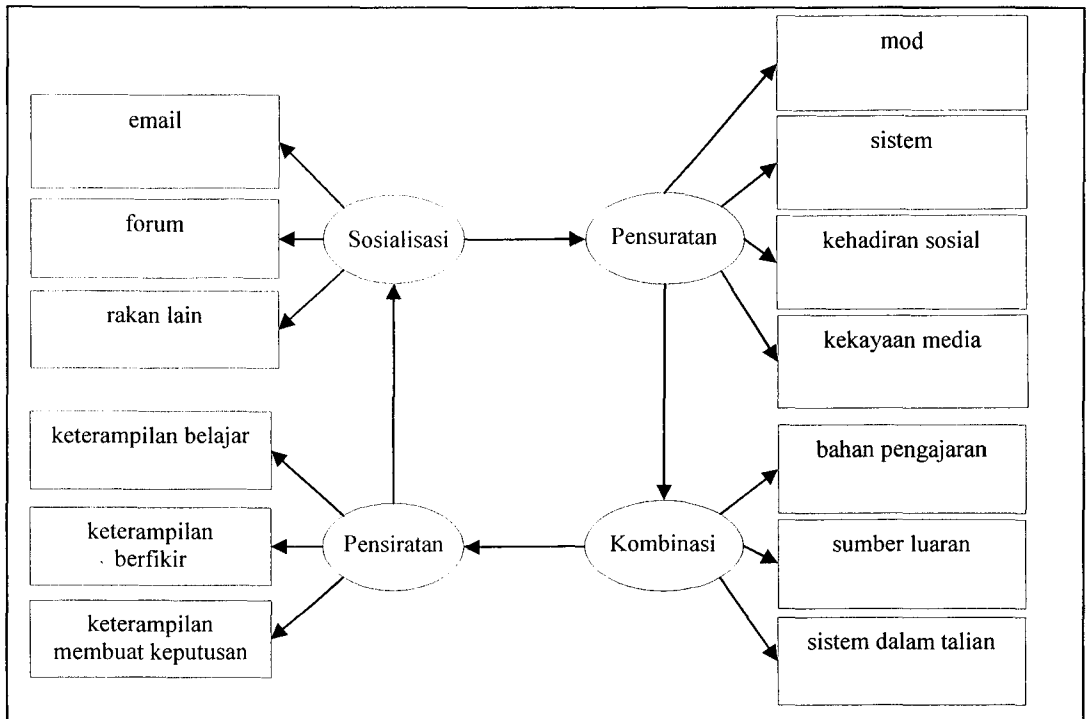 mod
email
sistem
forum
Sosialisasi
Pensuratan
kehadiran sosial
rakan lain
kekayaan media
keterampilan belajar
bahan pengajaran
keterampilan
berfikir
Pensiratan
Kombinasi
sumber luaran
keterampilan
membuat keputusan
sistem dalam talian